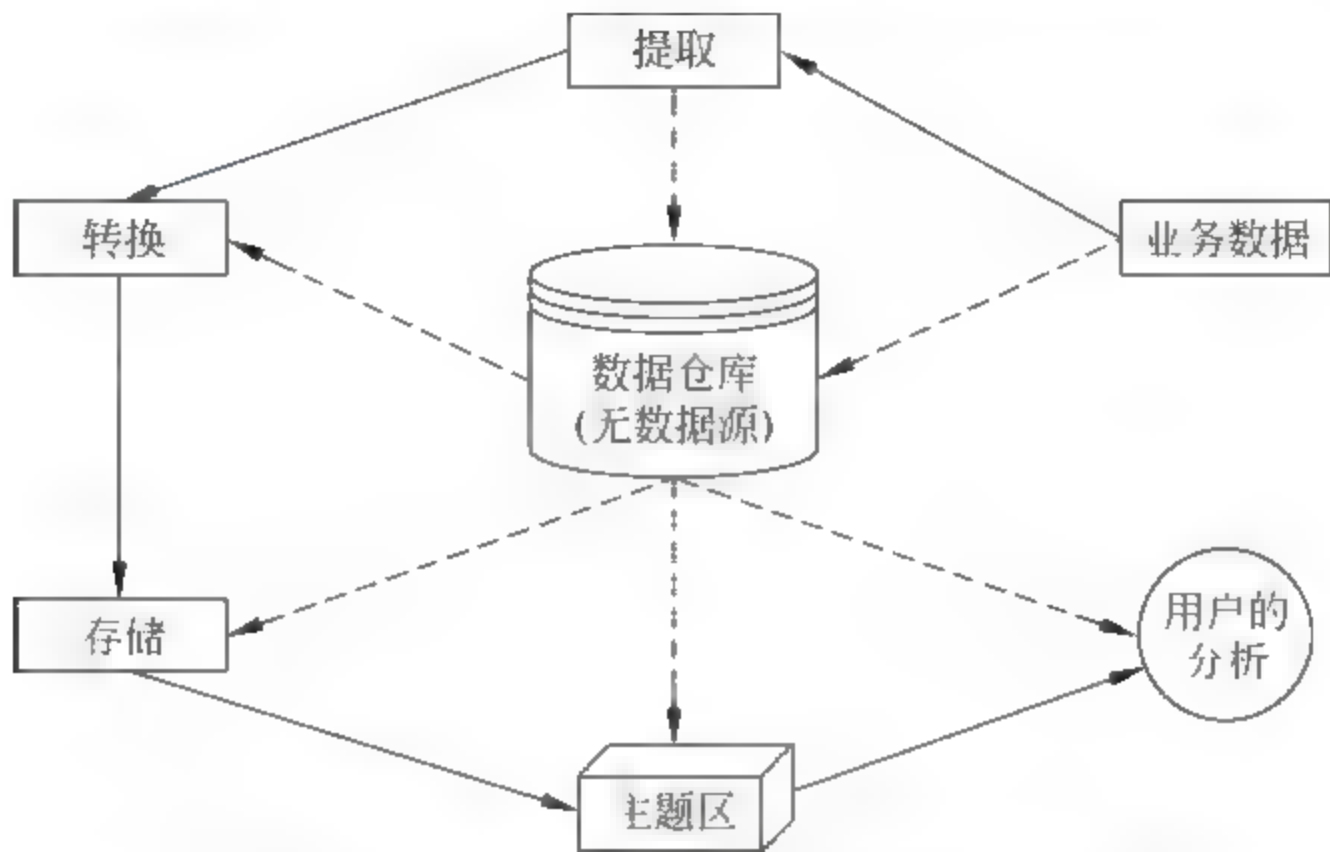 提取
转换
业务数据
数据仓库
(无数据源)
存储
用户的
分析
主题区